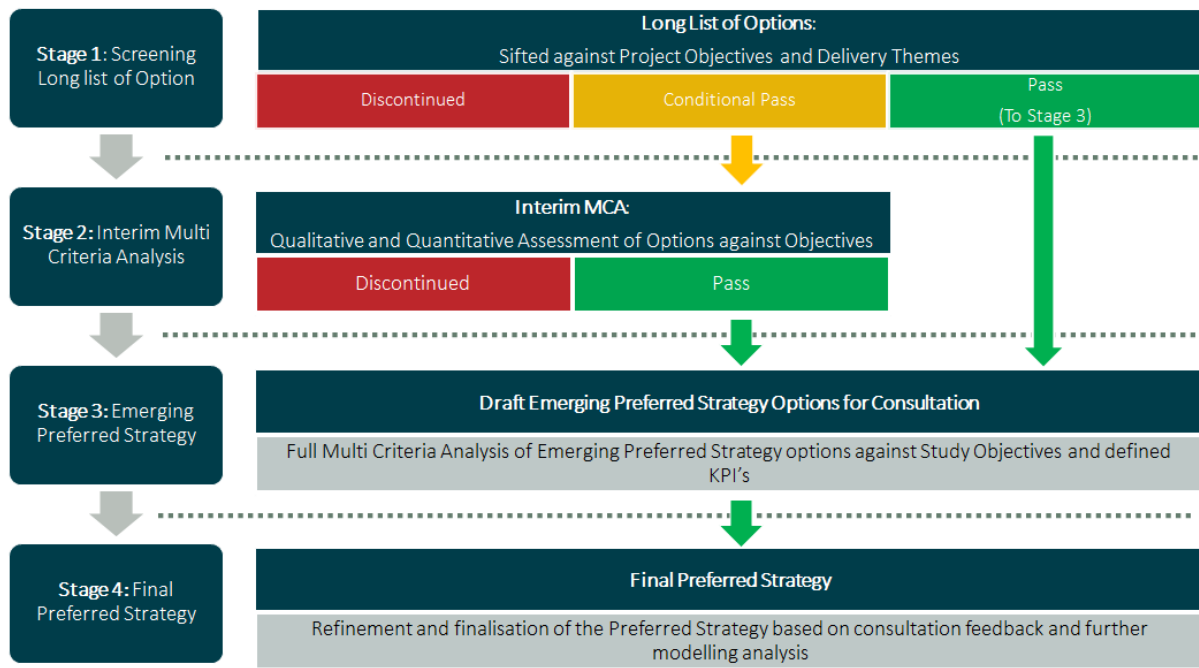 Stage 1: Screening
Long list of Option
Long List of Options:
Sifted against Project Objectives and Delivery Themes
Discontinued
Conditional Pass
Pass
(To Stage 3)
Stage 2: Interim Multi
Criteria Analysis
Interim MCA:
Qualitative and Quantitative Assessment of Options against Objectives
Discontinued
Pass
Stage 3: Emerging
Preferred Strategy
Draft Emerging Preferred Strategy Options for Consultation
Full Multi Criteria Analysis of Emerging Preferred Strategy options against Study Objectives and defined
KPI's
Stage 4: Final
Preferred Strategy
Final Preferred Strategy
Refinement and finalisation of the Preferred Strategy based on consultation feedback and further
modelling analysis